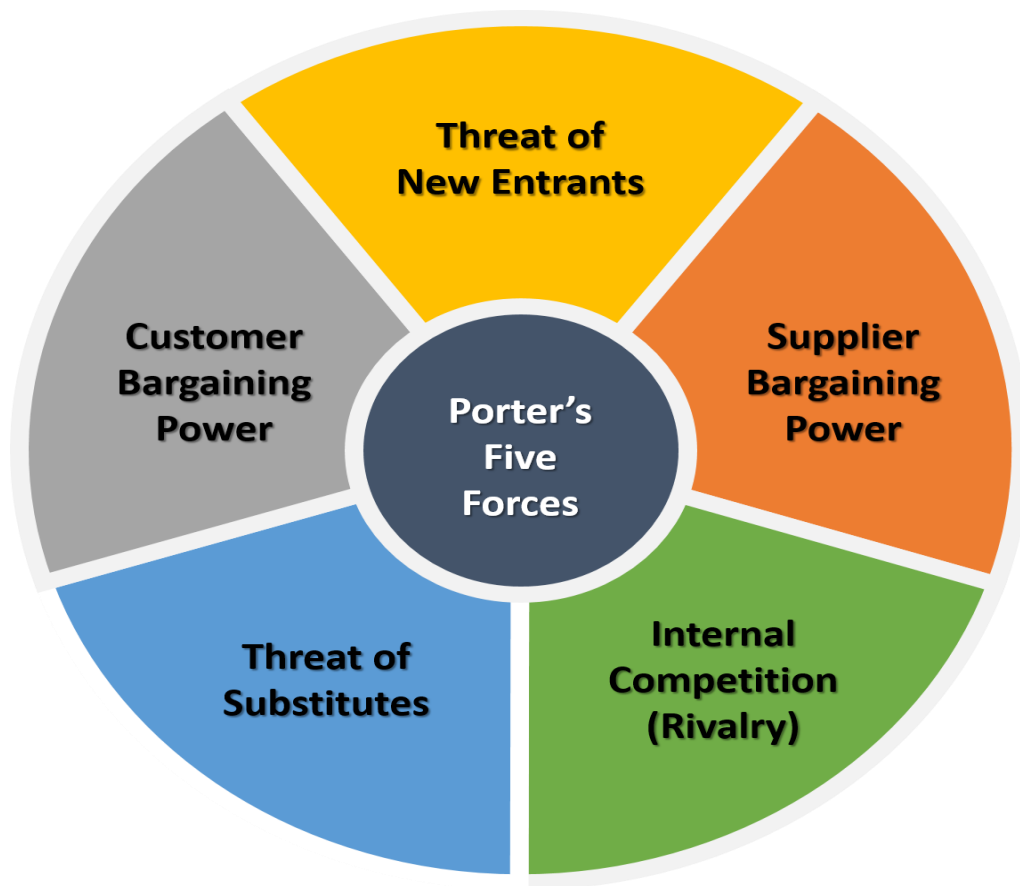 Threat of
New Entrants
Customer
Bargaining
Power
Supplier
Bargaining
Power
Porter’s
Five
Forces
Threat of
Substitutes
Internal
Competition
(Rivalry)